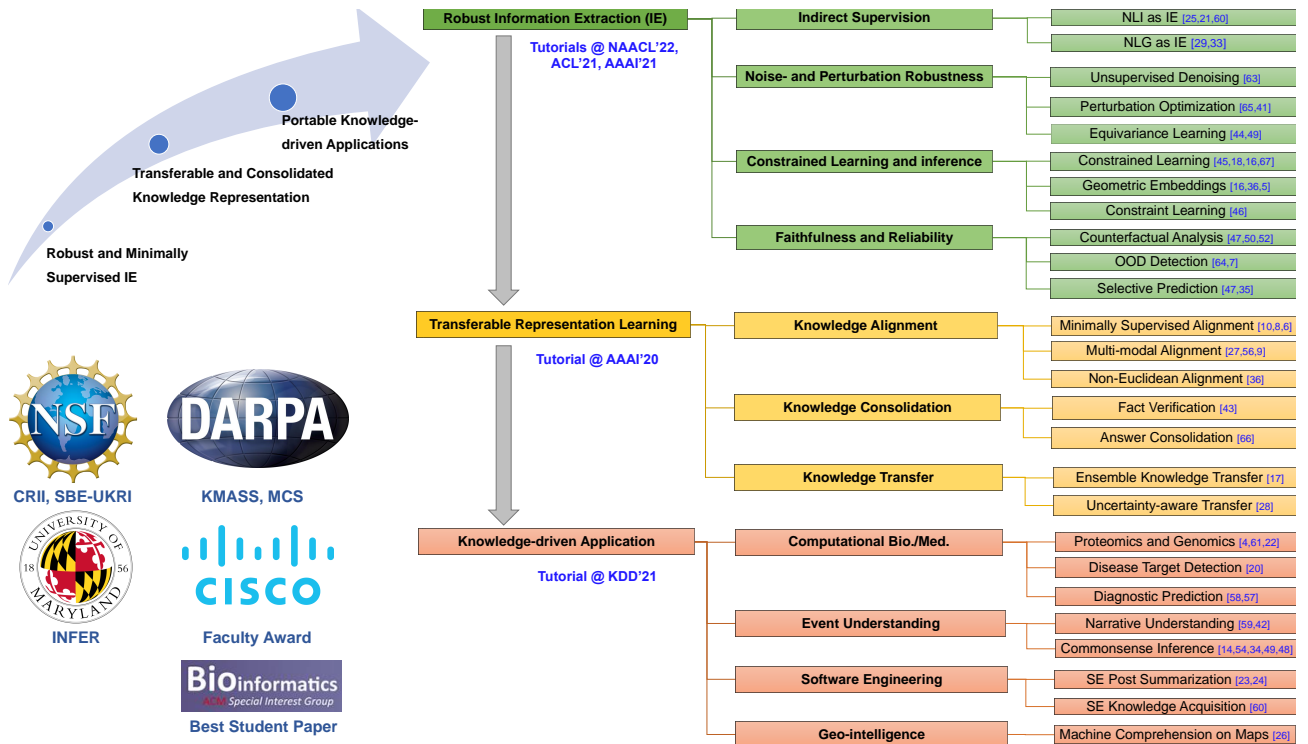 Robust Information Extraction (IE)
Tutorials @ NAACL'22,
ACL'21, AAAI'21
Indirect Supervision
NLI as IE [25,21,60]
NLG as IE [29,33]
Noise- and Perturbation Robustness
Unsupervised Denoising [63]
Perturbation Optimization [65,41]
Equivariance Learning [44,49]
Constrained Learning and inference
Constrained Learning [45,18,16,67]
Geometric Embeddings [16,36,5]
Constraint Learning [46]
Faithfulness and Reliability
Counterfactual Analysis [47,50,52]
OOD Detection [64,7]
Selective Prediction [47,35]
Portable Knowledge-
driven Applications
Transferable and Consolidated
Knowledge Representation
Robust and Minimally
Supervised IE
Transferable Representation Learning
Tutorial @ AAAI'20
Knowledge Alignment
Minimally Supervised Alignment [10,8,6]
Multi-modal Alignment [27,56,9]
Non-Euclidean Alignment [36]
Knowledge Consolidation
Fact Verification [43]
Answer Consolidation [66]
Knowledge Transfer
Ensemble Knowledge Transfer [17]
Uncertainty-aware Transfer [28]
Knowledge-driven Application
Tutorial @ KDD'21
Computational Bio./Med.
Proteomics and Genomics [4,61,22]
Disease Target Detection [20]
Diagnostic Prediction [58,57]
Event Understanding
Narrative Understanding [59,42]
Commonsense Inference [14,54,34,49,48]
Software Engineering
SE Post Summarization [23,24]
SE Knowledge Acquisition [60]
Geo-intelligence
Machine Comprehension on Maps [26]
NSF
CRII, SBE-UKRI
DARPA
KMASS, MCS
UNIVERSITY OF
18 56
MARYLAND
INFER
CISCO
Faculty Award
Bioinformatics
ACM Special Interest Group
Best Student Paper